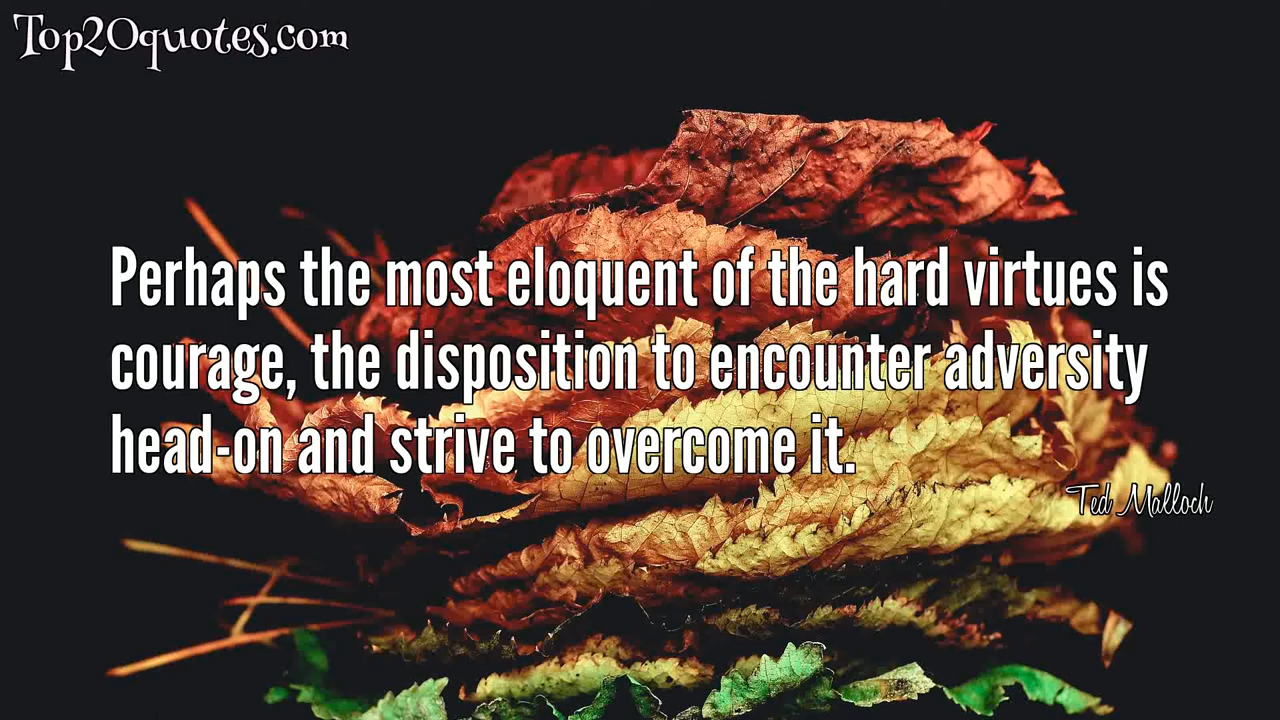 Top20quotes.com
Perhaps the most eloquent of the hard virtues is
courage, the disposition to encounter adversity
head-on and strive to overcome it.
Ted Malloch